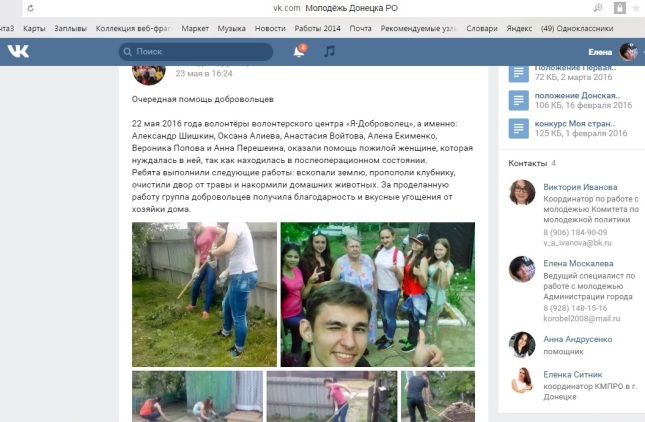 vk.com Молодёжь Донецка РО
чта3 Карты Заплывы Коллекция веб-фраг Маркет Музыка Новости Работы 2014 Почта Рекомендуемые узл Словари Яндекс (49) Одноклассники
Поиск
4
Елена
23 мая в 16:24
Очередная помощь добровольцев
22 мая 2016 года волонтёры волонтерского центра «Я-Доброволец», а именно:
Александр Шишкин, Оксана Алиева, Анастасия Войтова, Алена Екименко,
Вероника Попова и Анна Перешеина, оказали помощь пожилой женщине, которая
нуждалась в ней, так как находилась в послеоперационном состоянии.
Ребята выполнили следующие работы: вскопали землю, пропололи клубнику,
очистили двор от травы и накормили домашних животных. За проделанную
работу группа добровольцев получила благодарность и вкусные угощения от
хозяйки дома.
Положение Первая..
72 КБ, 2 марта 2016
положение Донская..
106 КБ, 16 февраля 2016
конкурс Моя стран..
125 КБ, 1 февраля 2016
Контакты 4
Виктория Иванова
Координатор по работе с
молодежью Комитета по
молодежной политики
8 (906) 184-90-09
v_a_ivanova@bk.ru
Елена Москалева
Ведущий специалист по
работе с молодежью
Администрации города
8 (928) 148-15-16
korobel2008@mail.ru
Анна Андрусенко
помощник
Еленка Ситник
координатор КМПРО в г.
Донецке